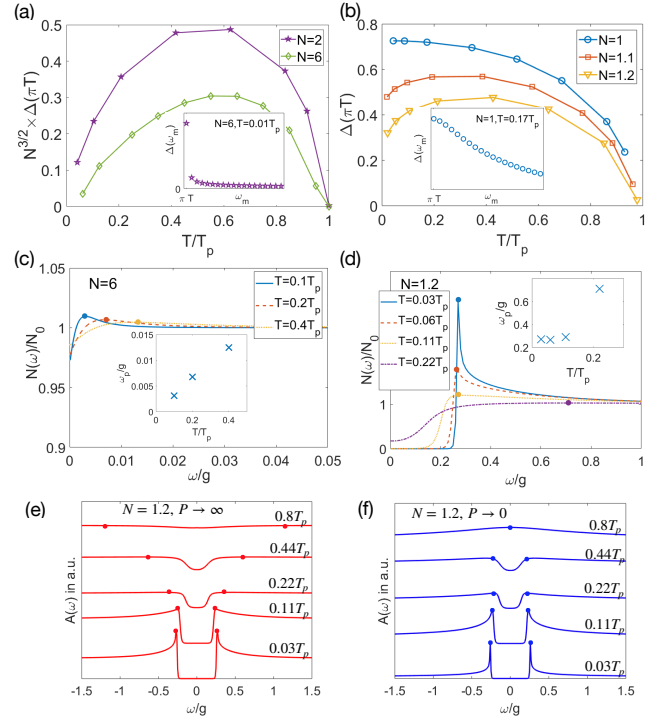 (a)
N=2
N=6
N^{3/2} × Δ(πT)
0.5
0.4
0.3
0.2
0.1
0
0
0.2
0.4
0.6
0.8
1
T/T_p
N=6,T=0.01T_p
Δ(ω_m)
0
π T
ω_m
(b)
N=1
N=1.1
N=1.2
Δ(πT)
0.8
0.6
0.4
0.2
0
0
0.2
0.4
0.6
0.8
1
T/T_p
N=1,T=0.17T_p
Δ(ω_m)
π T
ω_m
(c)
N=6
T=0.1T_p
T=0.2T_p
T=0.4T_p
N(ω)/N_0
1.05
1
0.95
0.9
0
0.01
0.02
0.03
0.04
0.05
ω/g
ω_p/g
0.015
0.01
0.005
0
0
0.2
0.4
T/T_p
(d)
N=1.2
T=0.03T_p
T=0.06T_p
T=0.11T_p
T=0.22T_p
N(ω)/N_0
1
0
0
0.2
0.4
0.6
0.8
1
ω/g
ω_p/g
0.8
0.6
0.4
0.2
0
0.2
T/T_p
(e)
N = 1.2, P → ∞
0.8T_p
0.44T_p
0.22T_p
0.11T_p
0.03T_p
A(ω) in a.u.
-1.5
-1
-0.5
0
0.5
1
1.5
ω/g
(f)
N = 1.2, P → 0
0.8T_p
0.44T_p
0.22T_p
0.11T_p
0.03T_p
A(ω) in a.u.
-1.5
-1
-0.5
0
0.5
1
1.5
ω/g